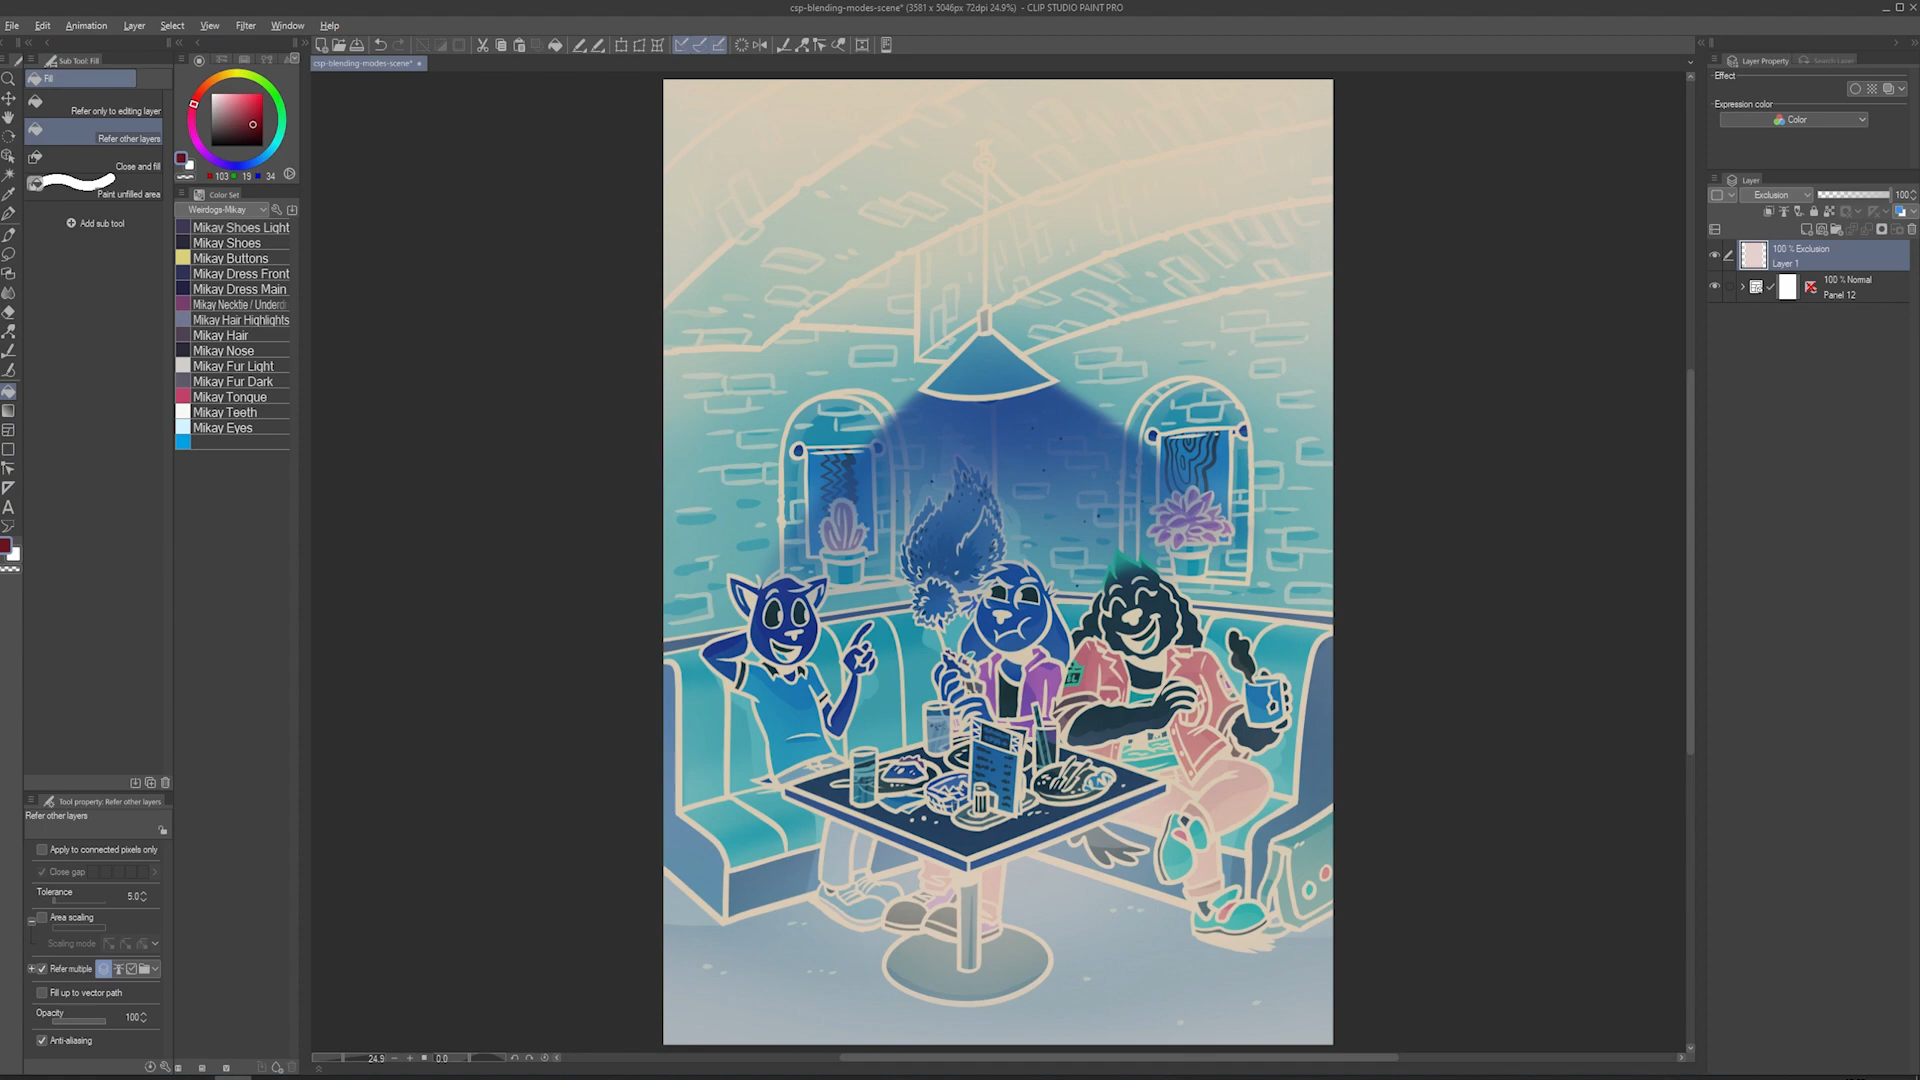 csp-blending-modes-scene* (3581 x 5046px 72dpi 24.9%) - CLIP STUDIO PAINT PRO
File Edit Animation Layer Select View Filter Window Help
Sub Tool: Fill
csp-blending-modes-scene*
Layer Property Search Layer
Fill
Refer only to editing layer
Refer other layers
Close and fill
Paint unfilled area
Add sub tool
103 19 34
Color Set
Weirdogs-Mikay
Mikay Shoes Light
Mikay Shoes
Mikay Buttons
Mikay Dress Front
Mikay Dress Main
Mikay Necktie / Underdr
Mikay Hair Highlights
Mikay Hair
Mikay Nose
Mikay Fur Light
Mikay Fur Dark
Mikay Tongue
Mikay Teeth
Mikay Eyes
Effect
Expression color
Color
Layer
Exclusion 100
100 % Exclusion
Layer 1
100 % Normal
Panel 12
Tool property: Refer other layers
Refer other layers
Apply to connected pixels only
Close gap
Tolerance 5.0
Area scaling
Scaling mode
Refer multiple
Fill up to vector path
Opacity 100
Anti-aliasing
24.9 0.0